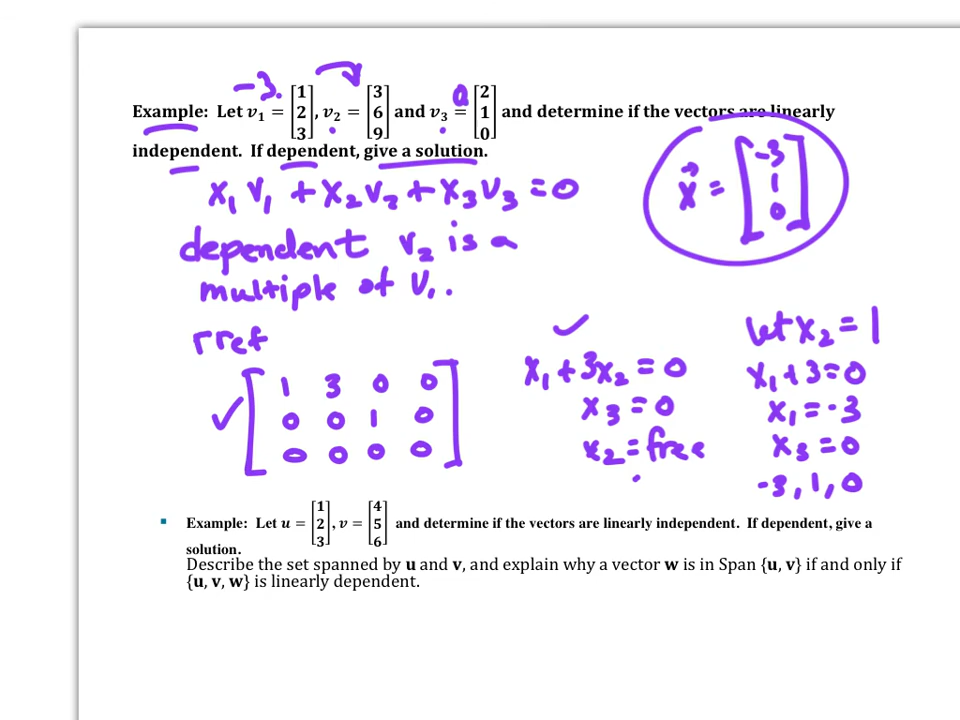 -3.
Example: Let v₁ = [1 2 3], v₂ = [3 6 9] and v₃ = [2 1 0] and determine if the vectors are linearly
independent. If dependent, give a solution.
x₁v₁ + x₂v₂ + x₃v₃ = 0
x⃗ = [-3 1 0]
dependent v₂ is a
multiple of v₁.
rref
[1 3 0 0
0 0 1 0
0 0 0 0]
x₁ + 3x₂ = 0
x₃ = 0
x₂ = free
let x₂ = 1
x₁ + 3 = 0
x₁ = -3
x₃ = 0
-3, 1, 0
Example: Let u = [1 2 3], v = [4 5 6] and determine if the vectors are linearly independent. If dependent, give a
solution.
Describe the set spanned by u and v, and explain why a vector w is in Span {u, v} if and only if
{u, v, w} is linearly dependent.